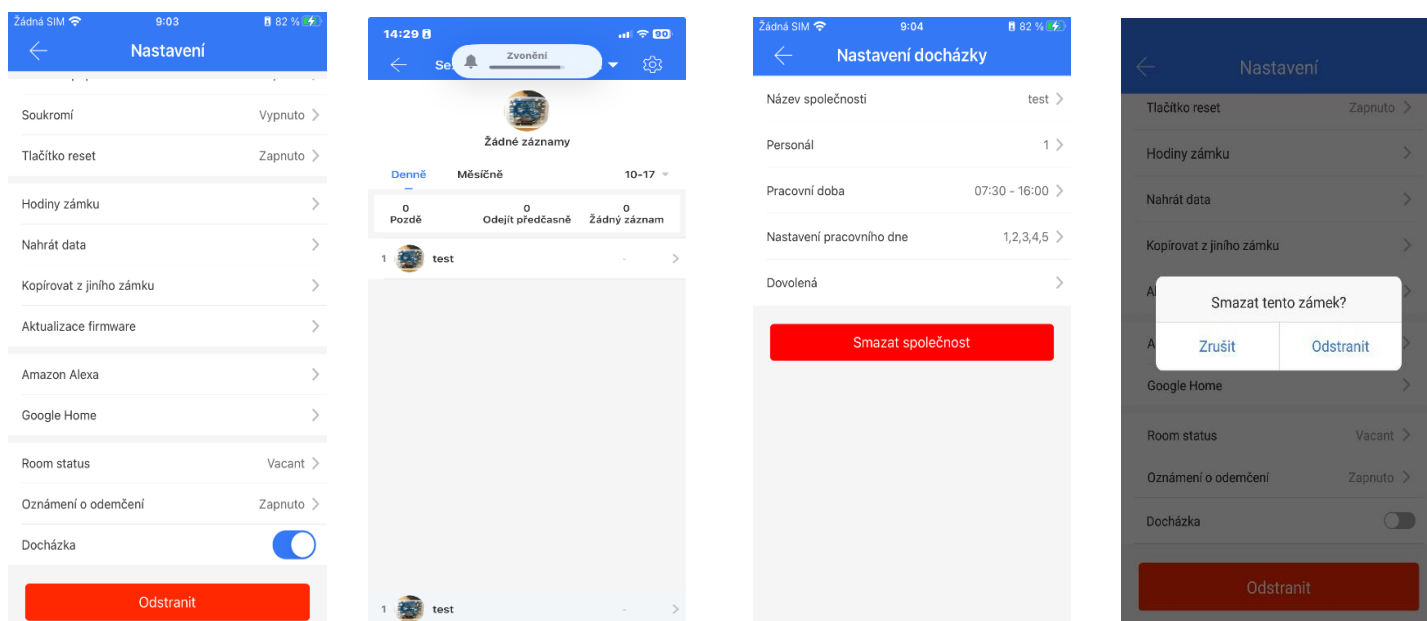 Žádná SIM 9:03 82 %
Nastavení
Soukromí Vypnuto
Tlačítko reset Zapnuto
Hodiny zámku
Nahrát data
Kopírovat z jiného zámku
Aktualizace firmware
Amazon Alexa
Google Home
Room status Vacant
Oznámení o odemčení Zapnuto
Docházka
Odstranit
14:29 90
Zvonění
Žádné záznamy
Denně Měsíčně 10-17
0 0 0
Pozdě Odejít předčasně Žádný záznam
1 test -
1 test -
Žádná SIM 9:04 82 %
Nastavení docházky
Název společnosti test
Personál 1
Pracovní doba 07:30 - 16:00
Nastavení pracovního dne 1,2,3,4,5
Dovolená
Smazat společnost
Nastavení
Tlačítko reset Zapnuto
Hodiny zámku
Nahrát data
Kopírovat z jiního zámku
Smazat tento zámek?
Zrušit Odstranit
Google Home
Room status Vacant
Oznámení o odemčení Zapnuto
Docházka
Odstranit